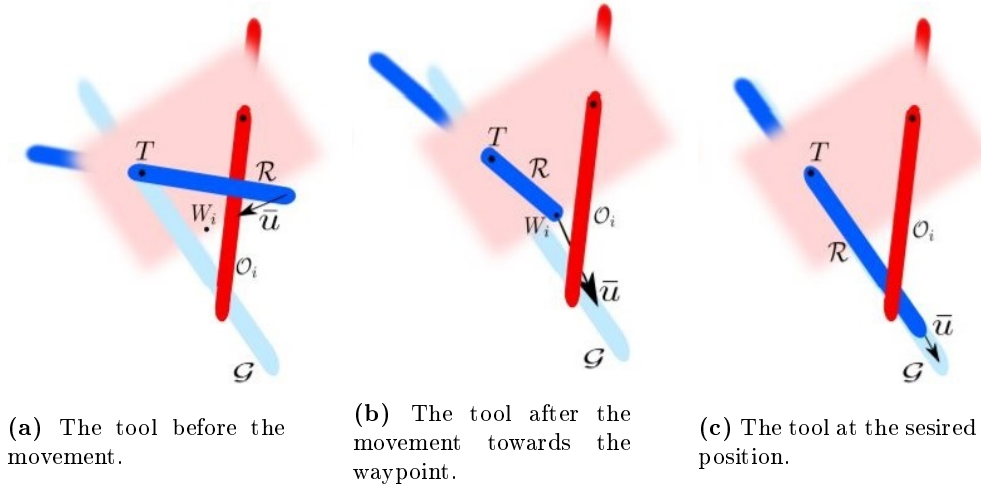 T
R
ū
W_i
O_i
G
T
R
W_i
O_i
ū
G
T
O_i
R
ū
G
(a) The tool before the
movement.
(b) The tool after the
movement towards the
waypoint.
(c) The tool at the sesired
position.